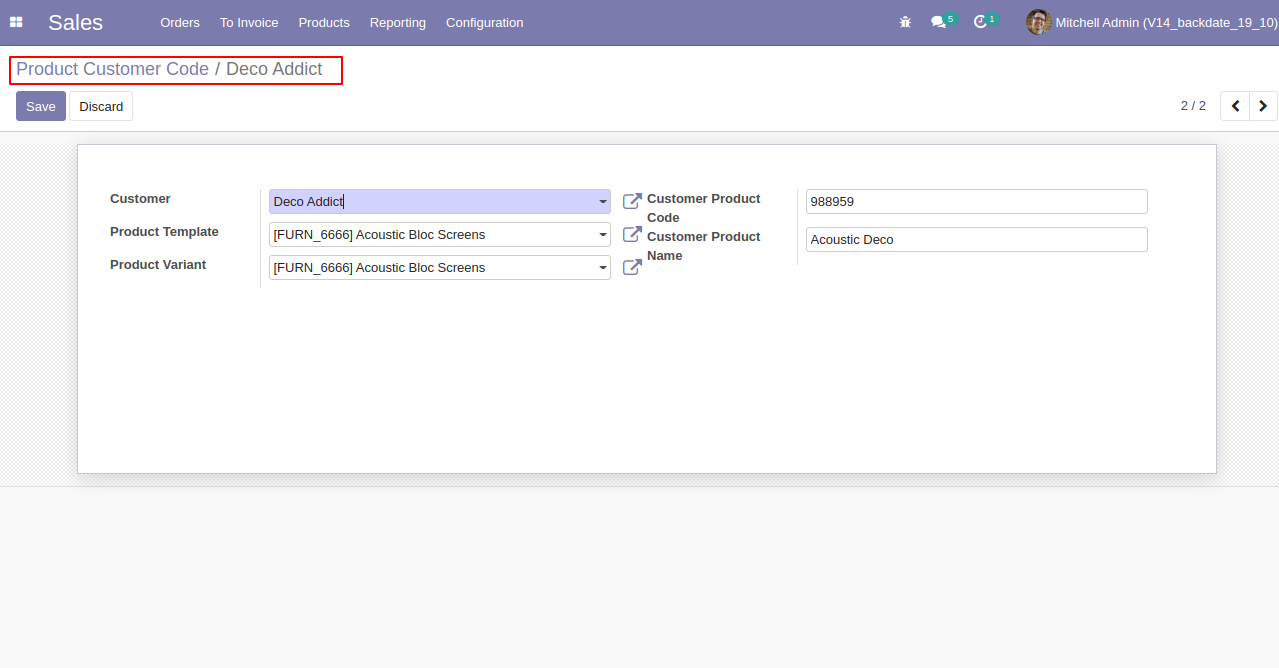 Sales Orders To Invoice Products Reporting Configuration 5 1 Mitchell Admin (V14_backdate_19_10)
Product Customer Code / Deco Addict
Save Discard 2 / 2
Customer Deco Addict Customer Product Code 988959
Product Template [FURN_6666] Acoustic Bloc Screens Customer Product Name Acoustic Deco
Product Variant [FURN_6666] Acoustic Bloc Screens